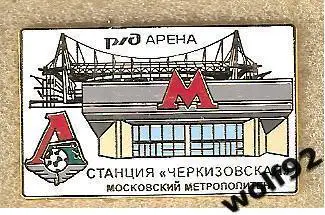 РЖД АРЕНА
М
Л
СТАНЦИЯ «ЧЕРКИЗОВСКАЯ»
МОСКОВСКИЙ МЕТРОПОЛИТЕН
wolf92